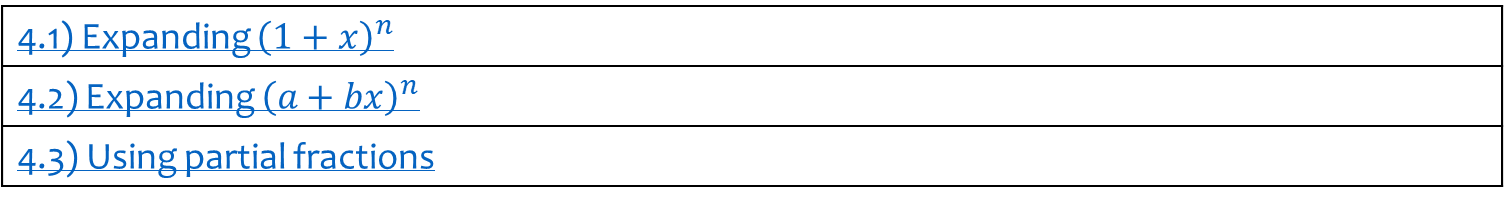 4.1) Expanding (1 + x)ⁿ
4.2) Expanding (a + bx)ⁿ
4.3) Using partial fractions